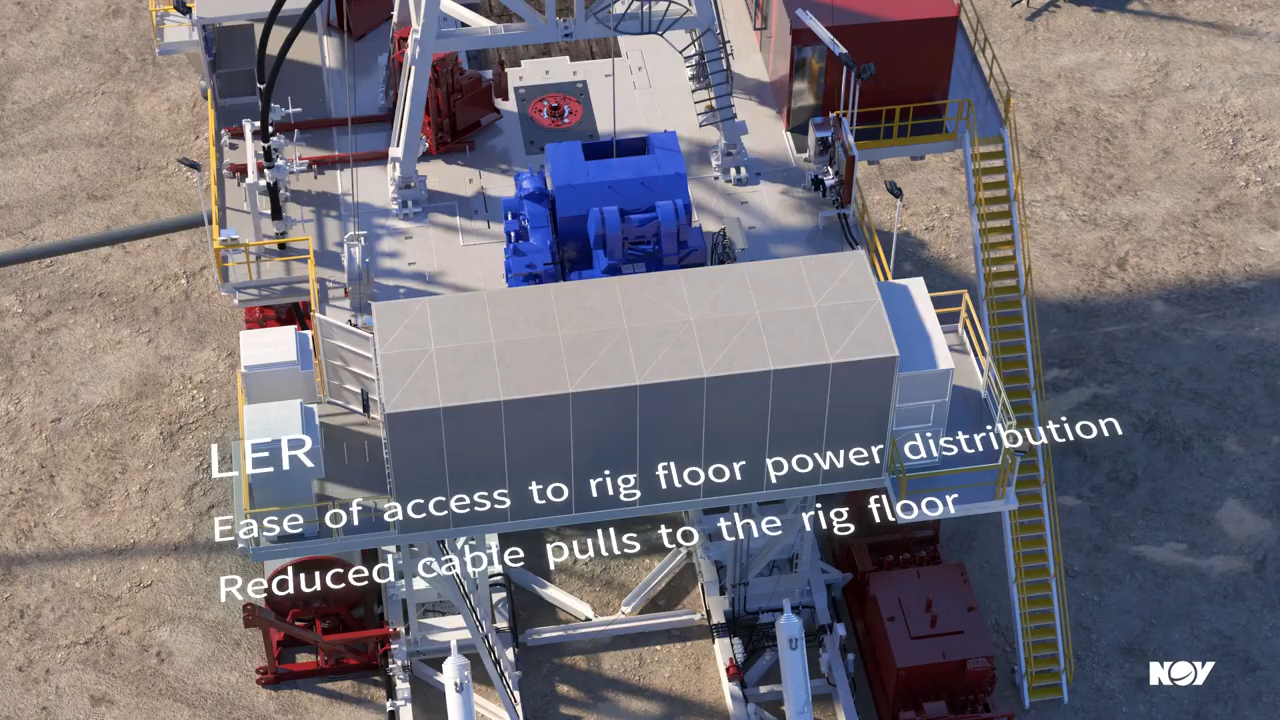 LER
Ease of access to rig floor power distribution
Reduced cable pulls to the rig floor
NOV